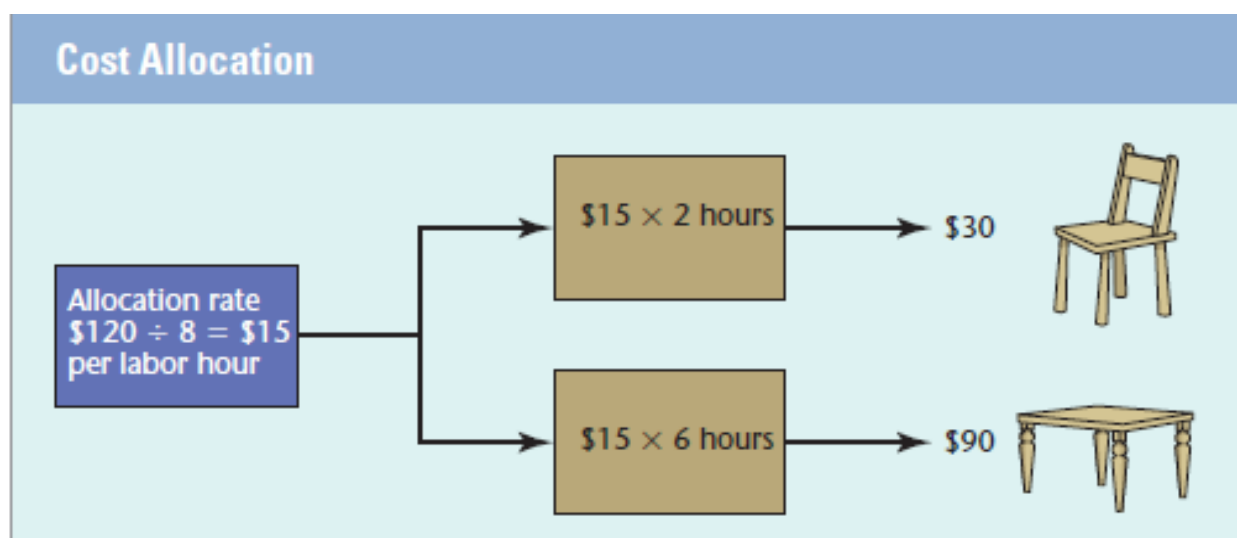 Cost Allocation
Allocation rate
$120 ÷ 8 = $15
per labor hour
$15 × 2 hours
$30
$15 × 6 hours
$90